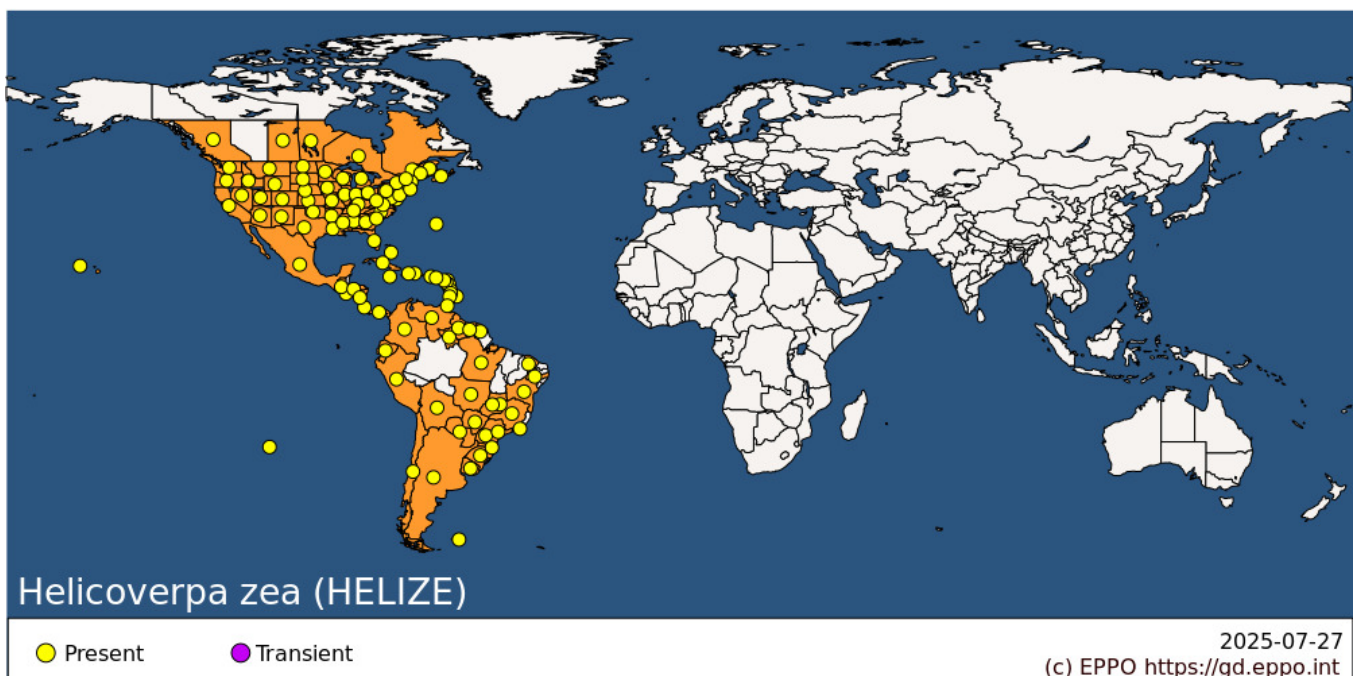 Helicoverpa zea (HELIZE)
Present
Transient
2025-07-27
(c) EPPO https://gd.eppo.int